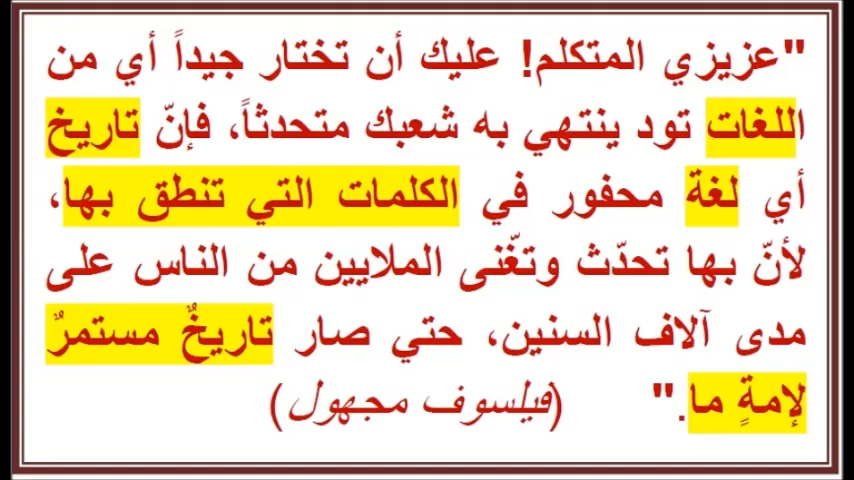 "عزيزي المتكلم! عليك أن تختار جيداً أي من
اللغات تود ينتهي به شعبك متحدثاً، فإنّ تاريخ
أي لغة محفور في الكلمات التي تنطق بها،
لأنّ بها تحدّث وتغّنى الملايين من الناس على
مدى آلاف السنين، حتي صار تاريخٌ مستمرٌ
لإمةٍ ما." (فيلسوف مجهول)